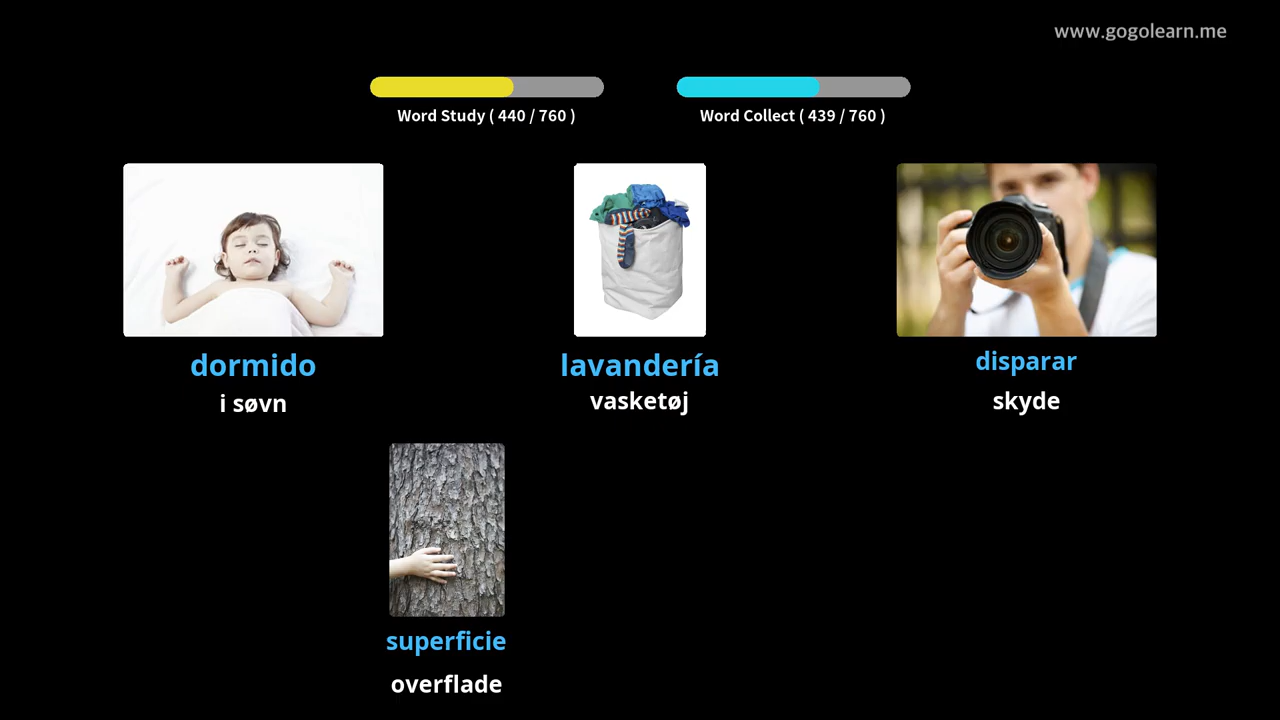 www.gogolearn.me
Word Study ( 440 / 760 )
Word Collect ( 439 / 760 )
dormido
i søvn
lavandería
vasketøj
disparar
skyde
superficie
overflade